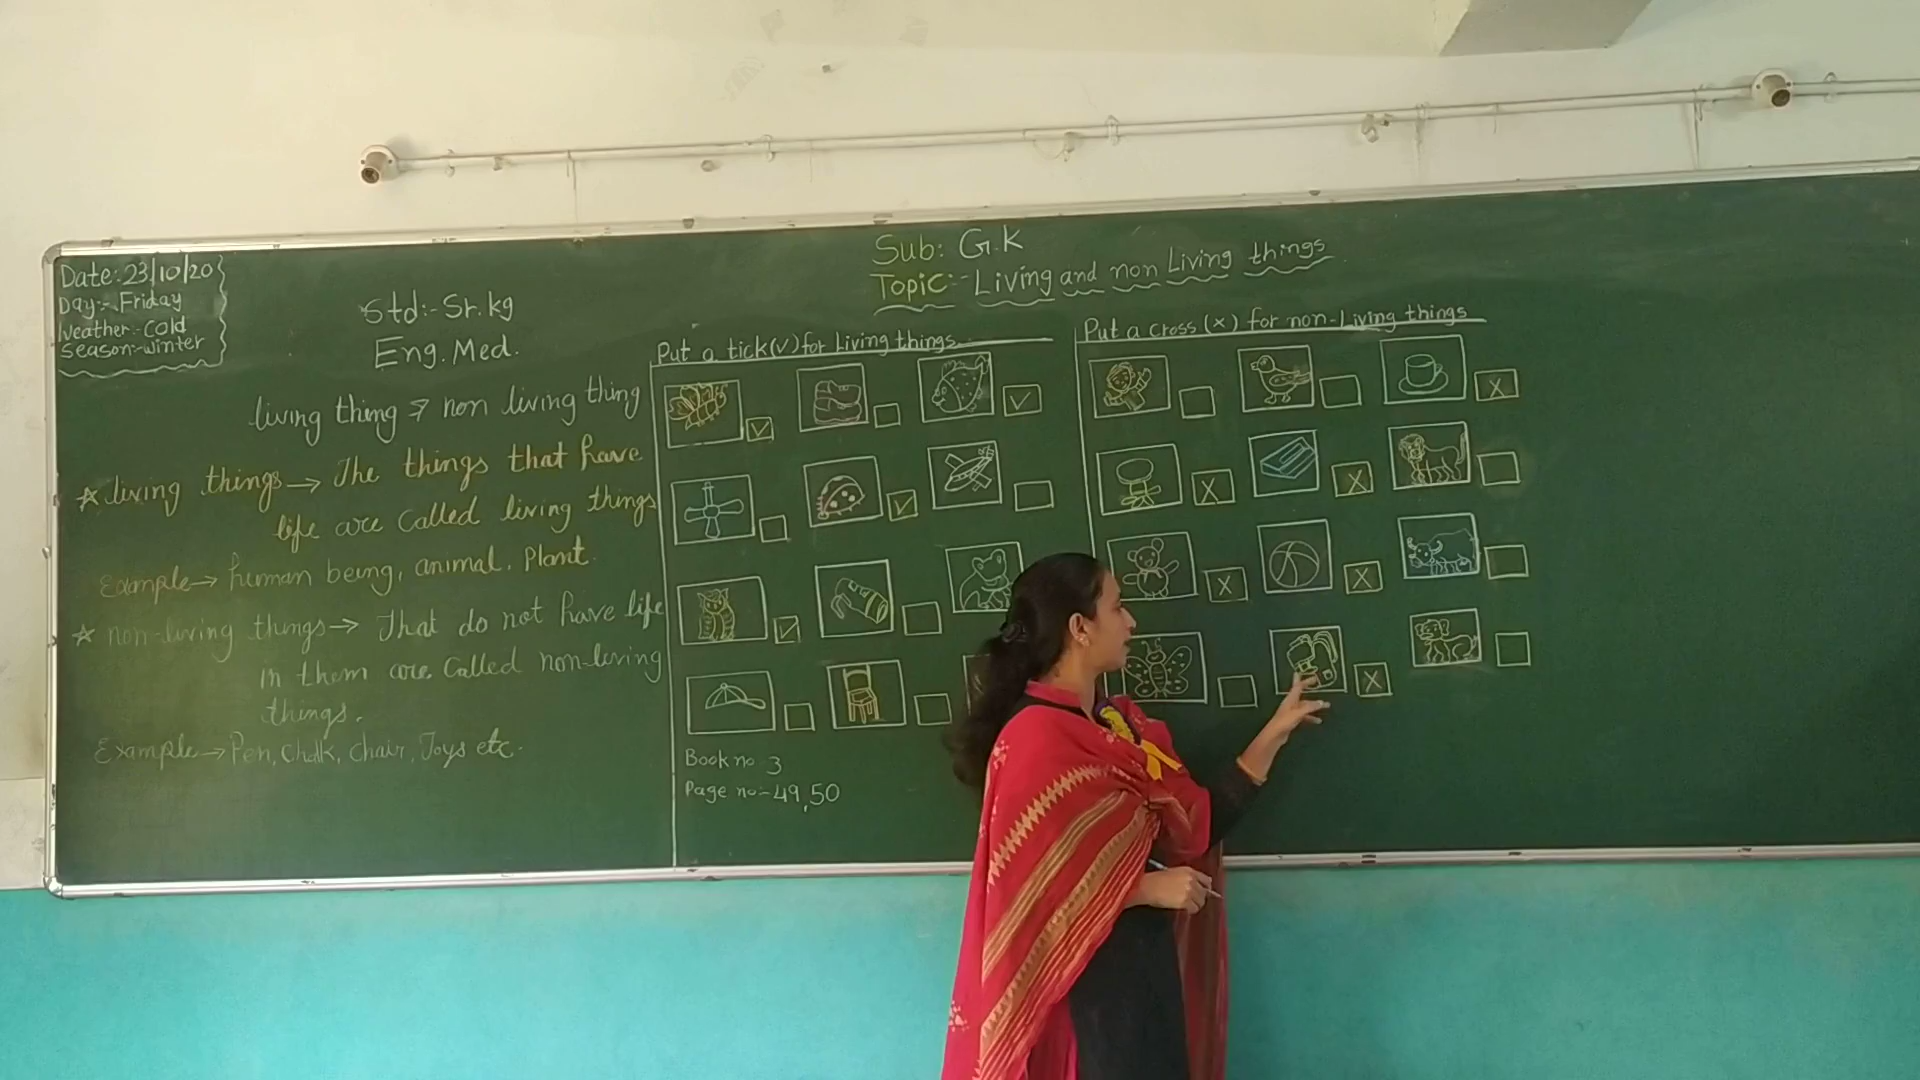 Date: 23/10/20
Day:- Friday
Weather:- Cold
Season:- winter
Std:- Sr. kg
Eng. Med.
Sub: G.K
Topic:- Living and non Living things
living thing & non living thing
living things → The things that have
life are called living things
Example → human being, animal, Plant.
non-living things → That do not have life
in them are called non-living
things.
Example → Pen, Chalk, Chair, Toys etc.
Put a tick (√) for Living things
Book no 3
Page no:- 49,50
Put a cross (x) for non-Living things